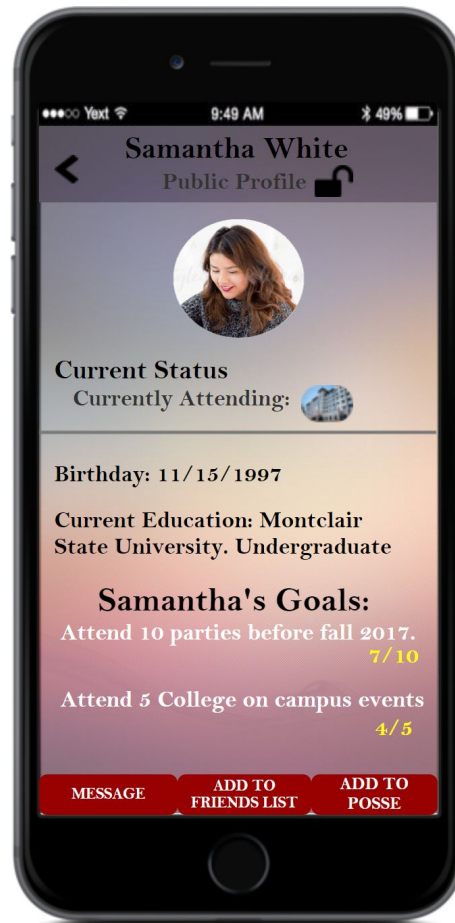 Yext 9:49 AM 49%
Samantha White
Public Profile
Current Status
Currently Attending:
Birthday: 11/15/1997
Current Education: Montclair
State University. Undergraduate
Samantha's Goals:
Attend 10 parties before fall 2017.
7/10
Attend 5 College on campus events
4/5
MESSAGE
ADD TO
FRIENDS LIST
ADD TO
POSSE